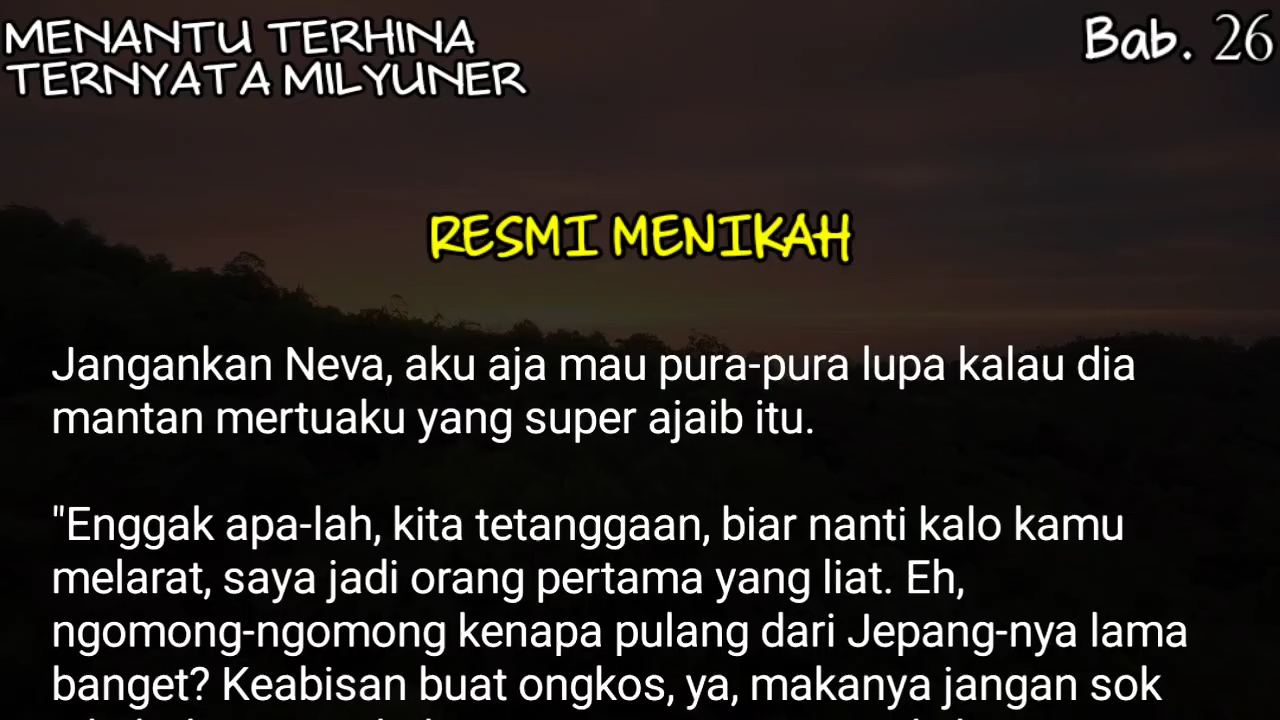 MENANTU TERHINA
TERNYATA MILYUNER
Bab. 26
RESMI MENIKAH
Jangankan Neva, aku aja mau pura-pura lupa kalau dia
mantan mertuaku yang super ajaib itu.
"Enggak apa-lah, kita tetanggaan, biar nanti kalo kamu
melarat, saya jadi orang pertama yang liat. Eh,
ngomong-ngomong kenapa pulang dari Jepang-nya lama
banget? Keabisan buat ongkos, ya, makanya jangan sok